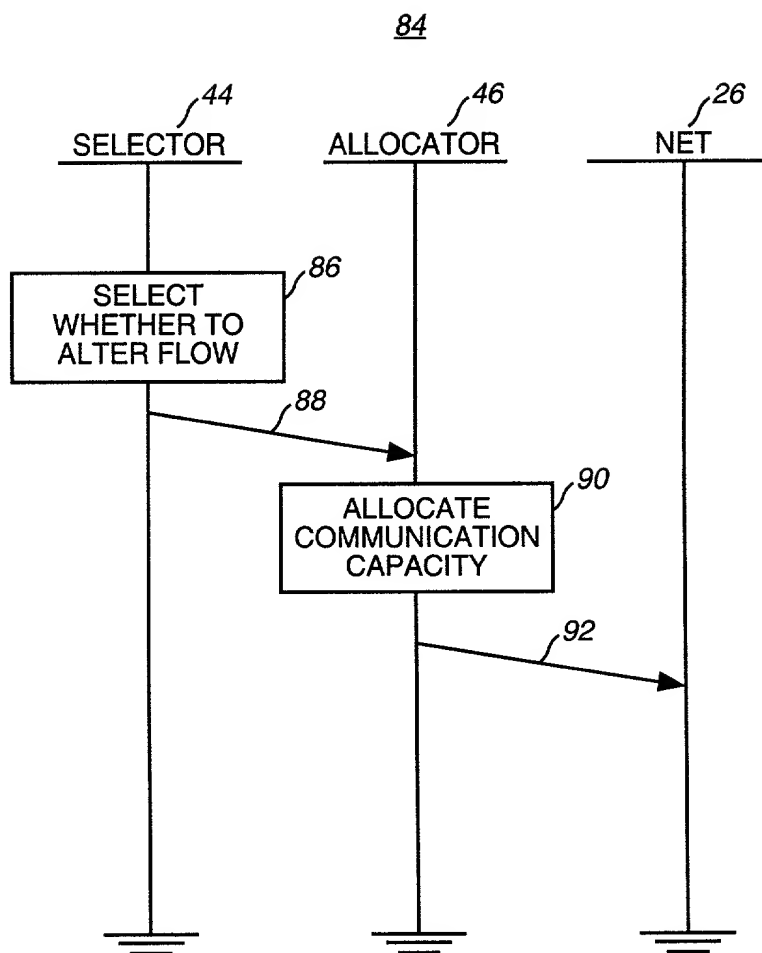 84
44
46
26
SELECTOR
ALLOCATOR
NET
86
SELECT
WHETHER TO
ALTER FLOW
88
90
ALLOCATE
COMMUNICATION
CAPACITY
92